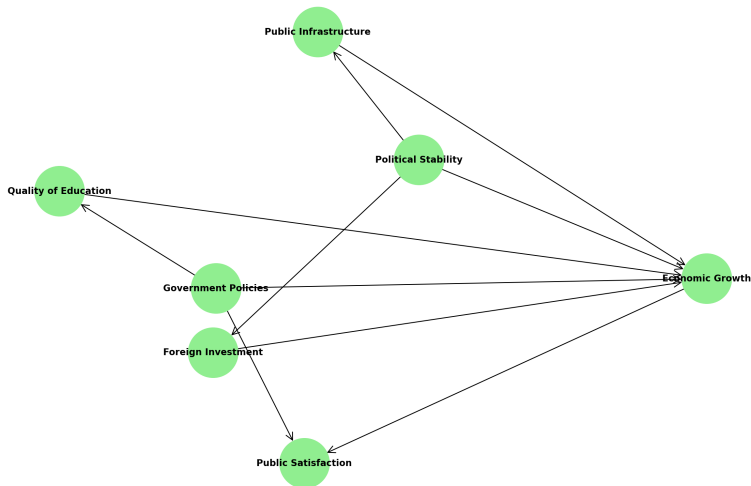 Public Infrastructure
Political Stability
Quality of Education
Economic Growth
Government Policies
Foreign Investment
Public Satisfaction